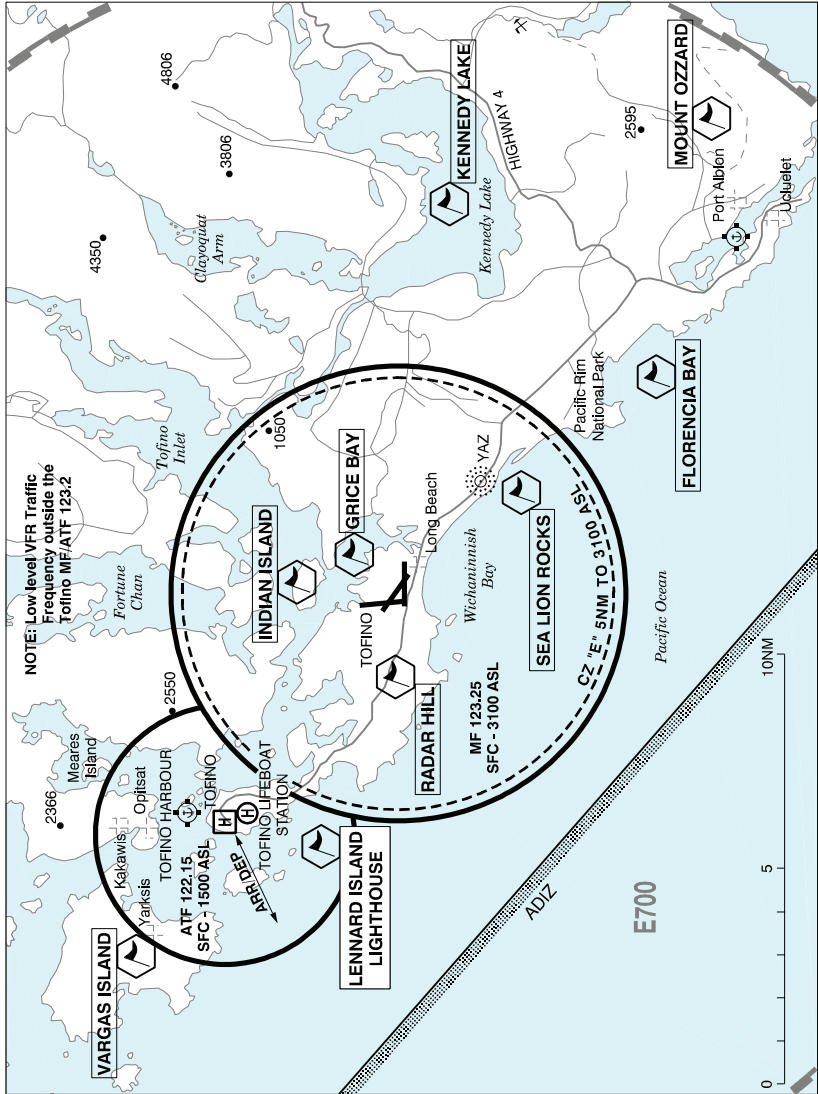 NOTE: Low level VFR Traffic
Frequency outside the
Tofino MF/ATF 123.2
4350
3806
4806
Clayoquat
Arm
Tofino
Inlet
Fortune
Chan
1050
2550
2366
Meares
Island
KENNEDY LAKE
Kennedy Lake
HIGHWAY 4
2595
MOUNT OZZARD
Port Albion
Ucluelet
VARGAS ISLAND
Kakawis
Opitsat
Yarksis
TOFINO HARBOUR
TOFINO
H
H
TOFINO LIFEBOAT
STATION
ATF 122.15
SFC - 1500 ASL
ARR/DEP
LENNARD ISLAND
LIGHTHOUSE
INDIAN ISLAND
GRICE BAY
TOFINO
Long Beach
RADAR HILL
YAZ
Wichaninnish
Bay
SEA LION ROCKS
MF 123.25
SFC - 3100 ASL
CZ "E" 5NM TO 3100 ASL
Pacific Rim
National Park
FLORENCIA BAY
Pacific Ocean
ADIZ
E700
0
5
10NM